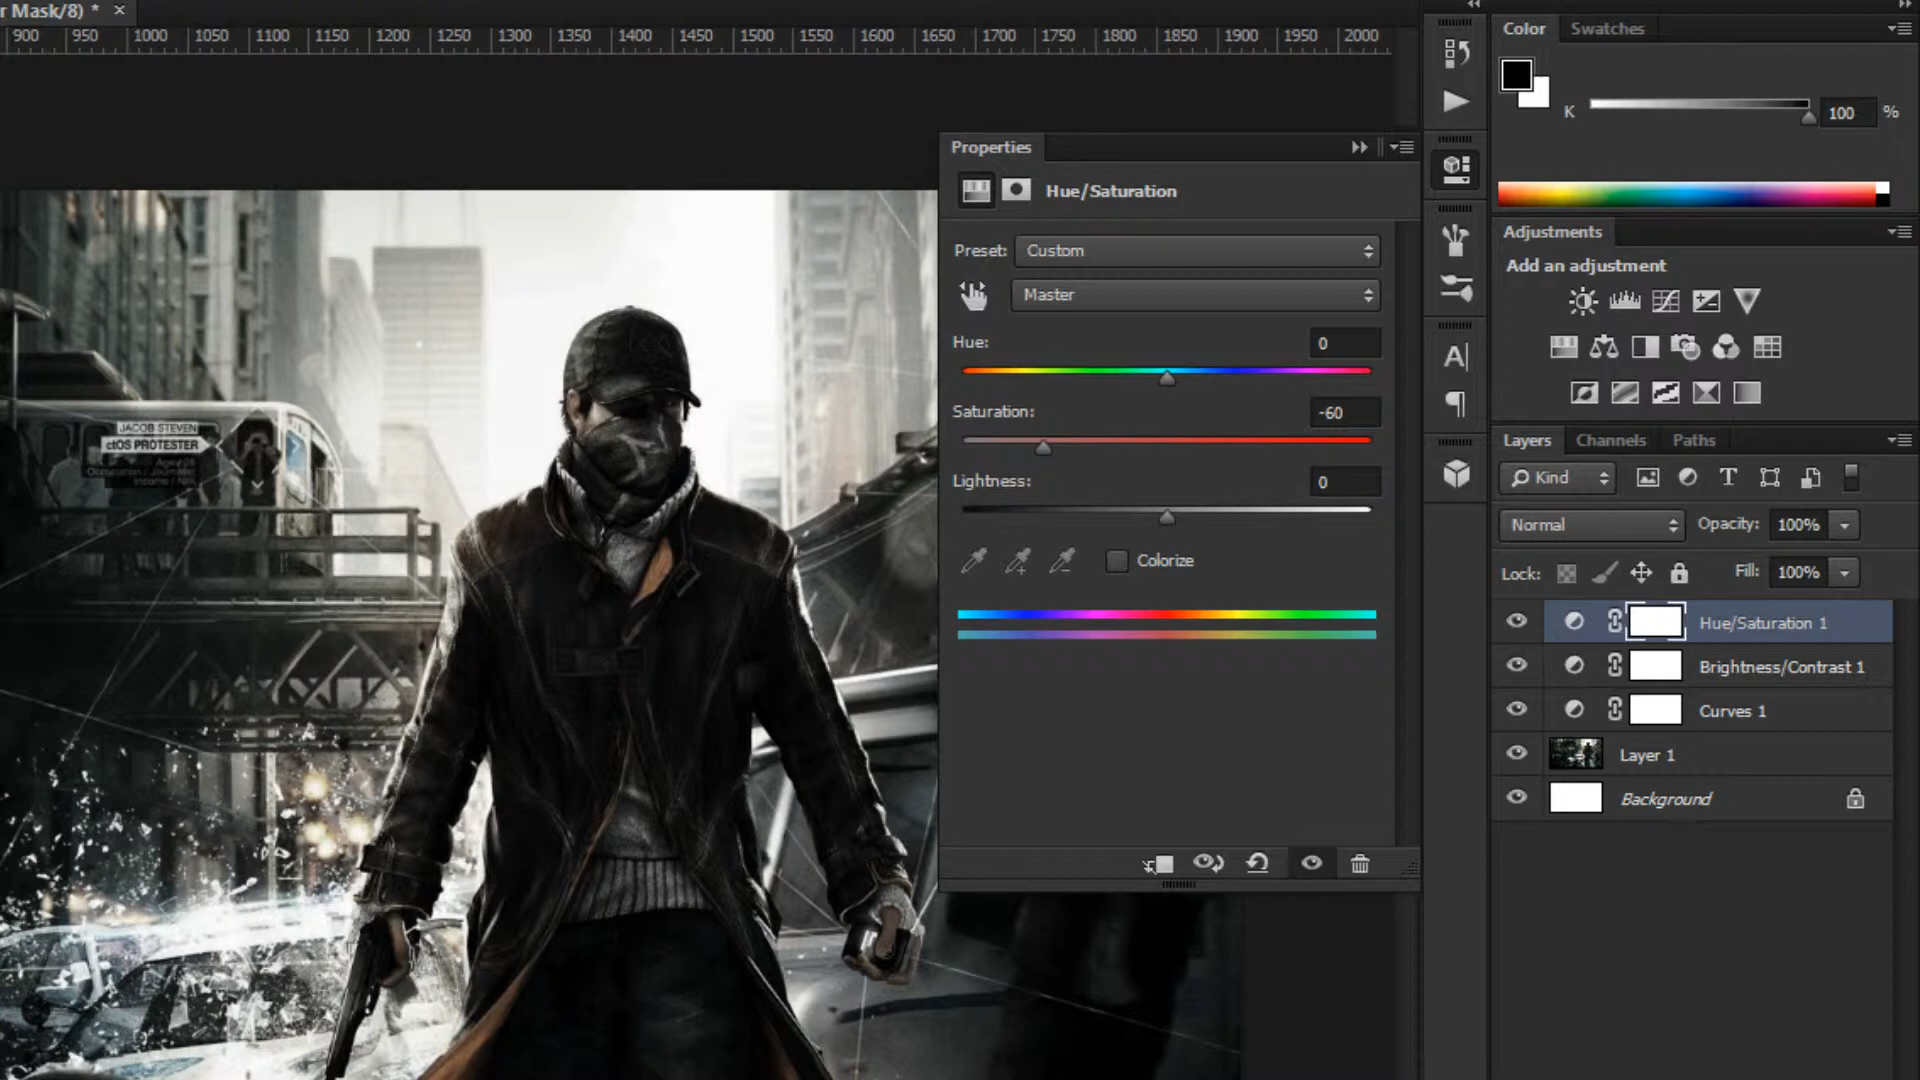 r Mask/8) * ×
900 950 1000 1050 1100 1150 1200 1250 1300 1350 1400 1450 1500 1550 1600 1650 1700 1750 1800 1850 1900 1950 2000
Color Swatches
K 100 %
Properties
Hue/Saturation
Preset: Custom
Master
Hue: 0
Saturation: -60
Lightness: 0
Colorize
Adjustments
Add an adjustment
Layers Channels Paths
Kind
Normal Opacity: 100%
Lock: Fill: 100%
Hue/Saturation 1
Brightness/Contrast 1
Curves 1
Layer 1
Background
JACOB STEVEN
ctOS PROTESTER